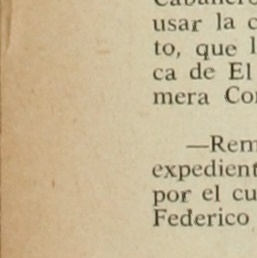 Caballero
usar la c
to, que l
ca de El
mera Co
—Rem
expedient
por el cu
Federico